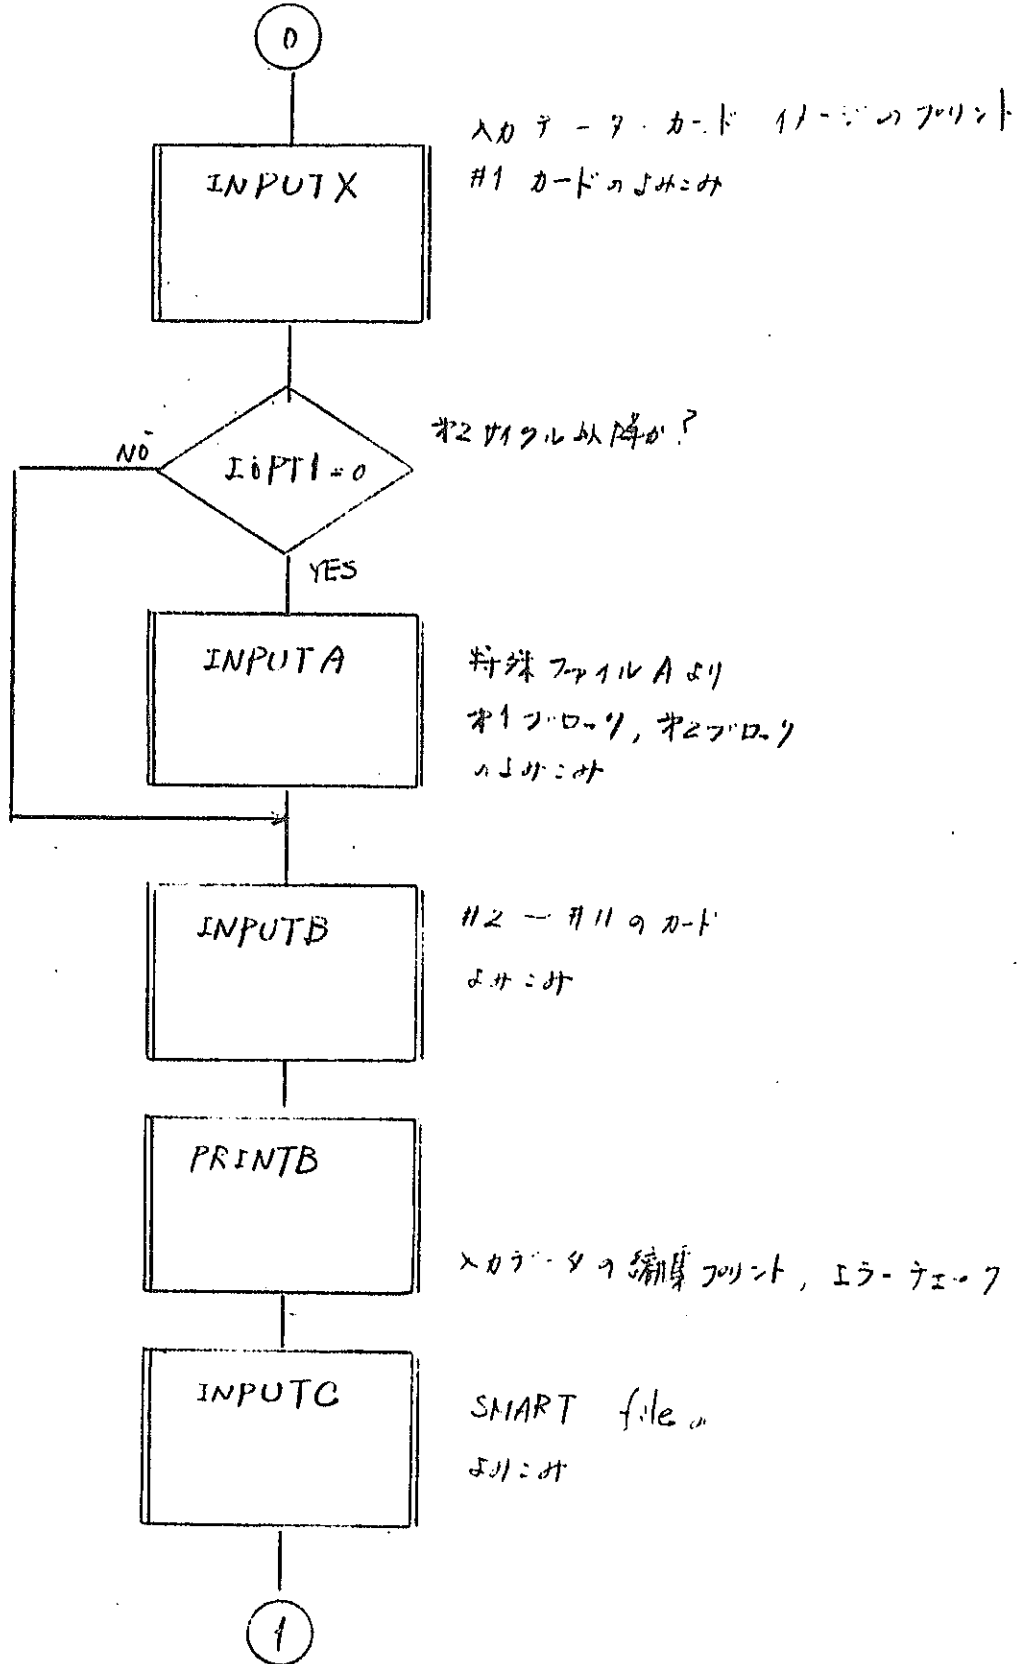 0
入力データ・カード イメージのプリント
INPUTX
#1 カードのよみこみ
オ2サイクル以降か?
NO
IOPT1=0
YES
INPUTA
特殊ファイルAより
オ1ブロック, オ2ブロック
のよみこみ
INPUTB
#2 〜 #11 のカード
よみこみ
PRINTB
入力データの編集プリント, エラーチェック
INPUTC
SMART file の
よみこみ
1